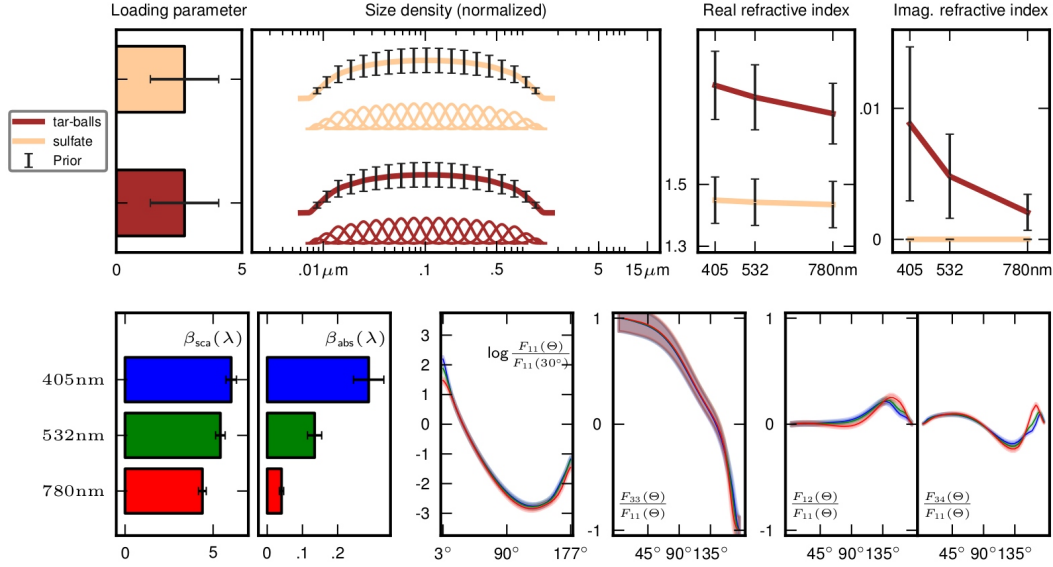 Loading parameter
Size density (normalized)
Real refractive index
Imag. refractive index
tar-balls
sulfate
Prior
0 5
.01μm .1 .5 5 15μm
1.5
1.3
405 532 780nm
.01
0
405 532 780nm
β_sca(λ)
β_abs(λ)
405nm
532nm
780nm
0 5
0 .1 .2
log F₁₁(Θ)/F₁₁(30°)
3
2
1
0
-1
-2
-3
3° 90° 177°
1
0
-1
F₃₃(Θ)/F₁₁(Θ)
45° 90° 135°
1
0
-1
F₁₂(Θ)/F₁₁(Θ)
45° 90° 135°
F₃₄(Θ)/F₁₁(Θ)
45° 90° 135°